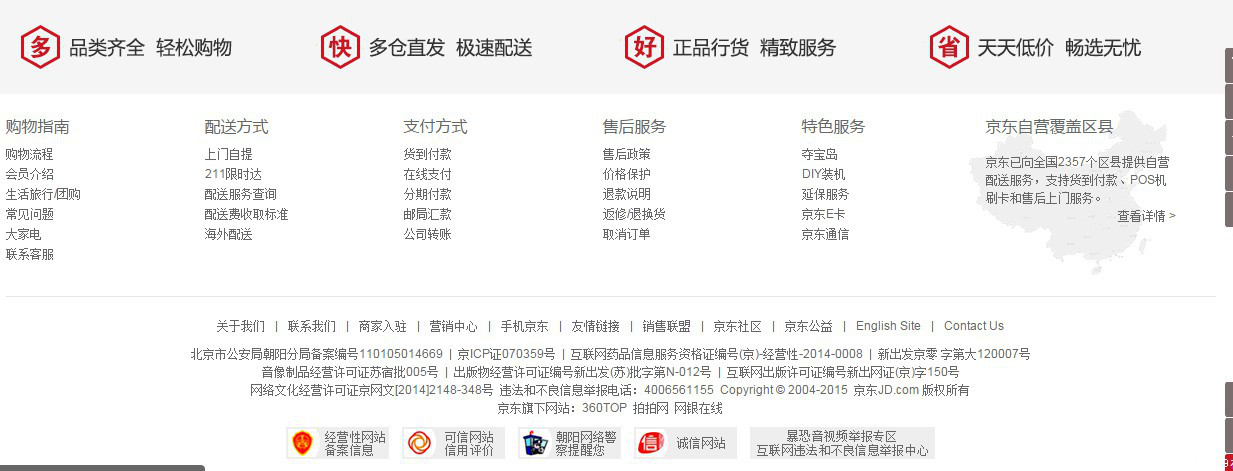 多 品类齐全 轻松购物
快 多仓直发 极速配送
好 正品行货 精致服务
省 天天低价 畅选无忧
购物指南
购物流程
会员介绍
生活旅行/团购
常见问题
大家电
联系客服
配送方式
上门自提
211限时达
配送服务查询
配送费收取标准
海外配送
支付方式
货到付款
在线支付
分期付款
邮局汇款
公司转账
售后服务
售后政策
价格保护
退款说明
返修/退换货
取消订单
特色服务
夺宝岛
DIY装机
延保服务
京东E卡
京东通信
京东自营覆盖区县
京东已向全国2357个区县提供自营
配送服务，支持货到付款、POS机
刷卡和售后上门服务。
查看详情 >
关于我们 | 联系我们 | 商家入驻 | 营销中心 | 手机京东 | 友情链接 | 销售联盟 | 京东社区 | 京东公益 | English Site | Contact Us
北京市公安局朝阳分局备案编号110105014669 | 京ICP证070359号 | 互联网药品信息服务资格证编号(京)-经营性-2014-0008 | 新出发京零 字第大120007号
音像制品经营许可证苏宿批005号 | 出版物经营许可证编号新出发(苏)批字第N-012号 | 互联网出版许可证编号新出网证(京)字150号
网络文化经营许可证京网文[2014]2148-348号 违法和不良信息举报电话：4006561155 Copyright © 2004-2015 京东JD.com 版权所有
京东旗下网站：360TOP 拍拍网 网银在线
经营性网站
备案信息
可信网站
信用评价
朝阳网络警
察提醒您
诚信网站
暴恐音视频举报专区
互联网违法和不良信息举报中心